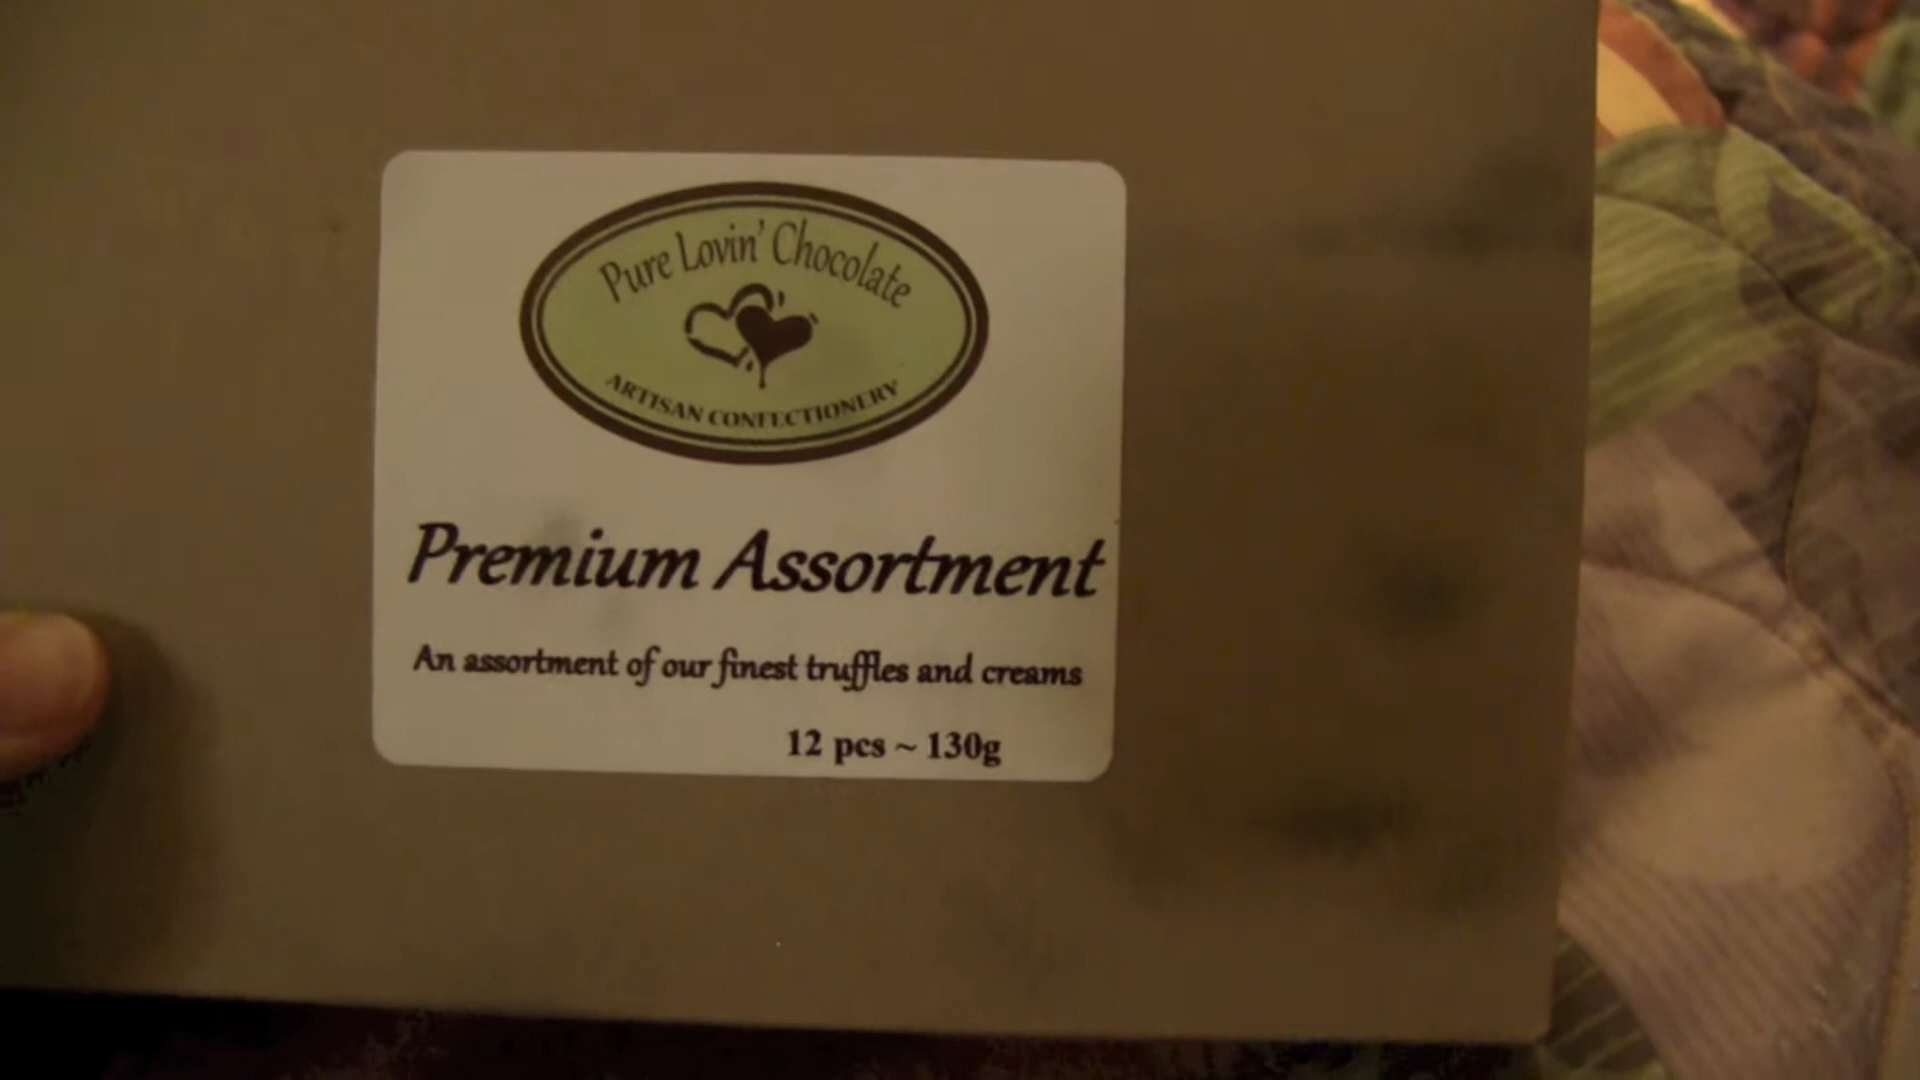 Pure Lovin' Chocolate
ARTISAN CONFECTIONERY
Premium Assortment
An assortment of our finest truffles and creams
12 pcs ~ 130g